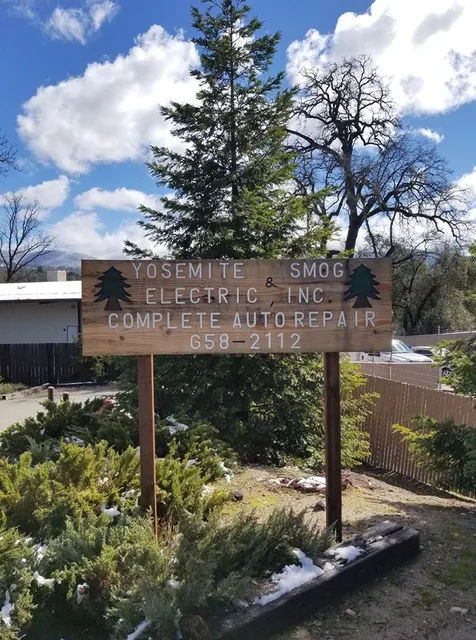 YOSEMITE SMOG
&
ELECTRIC, INC.
COMPLETE AUTO REPAIR
658-2112